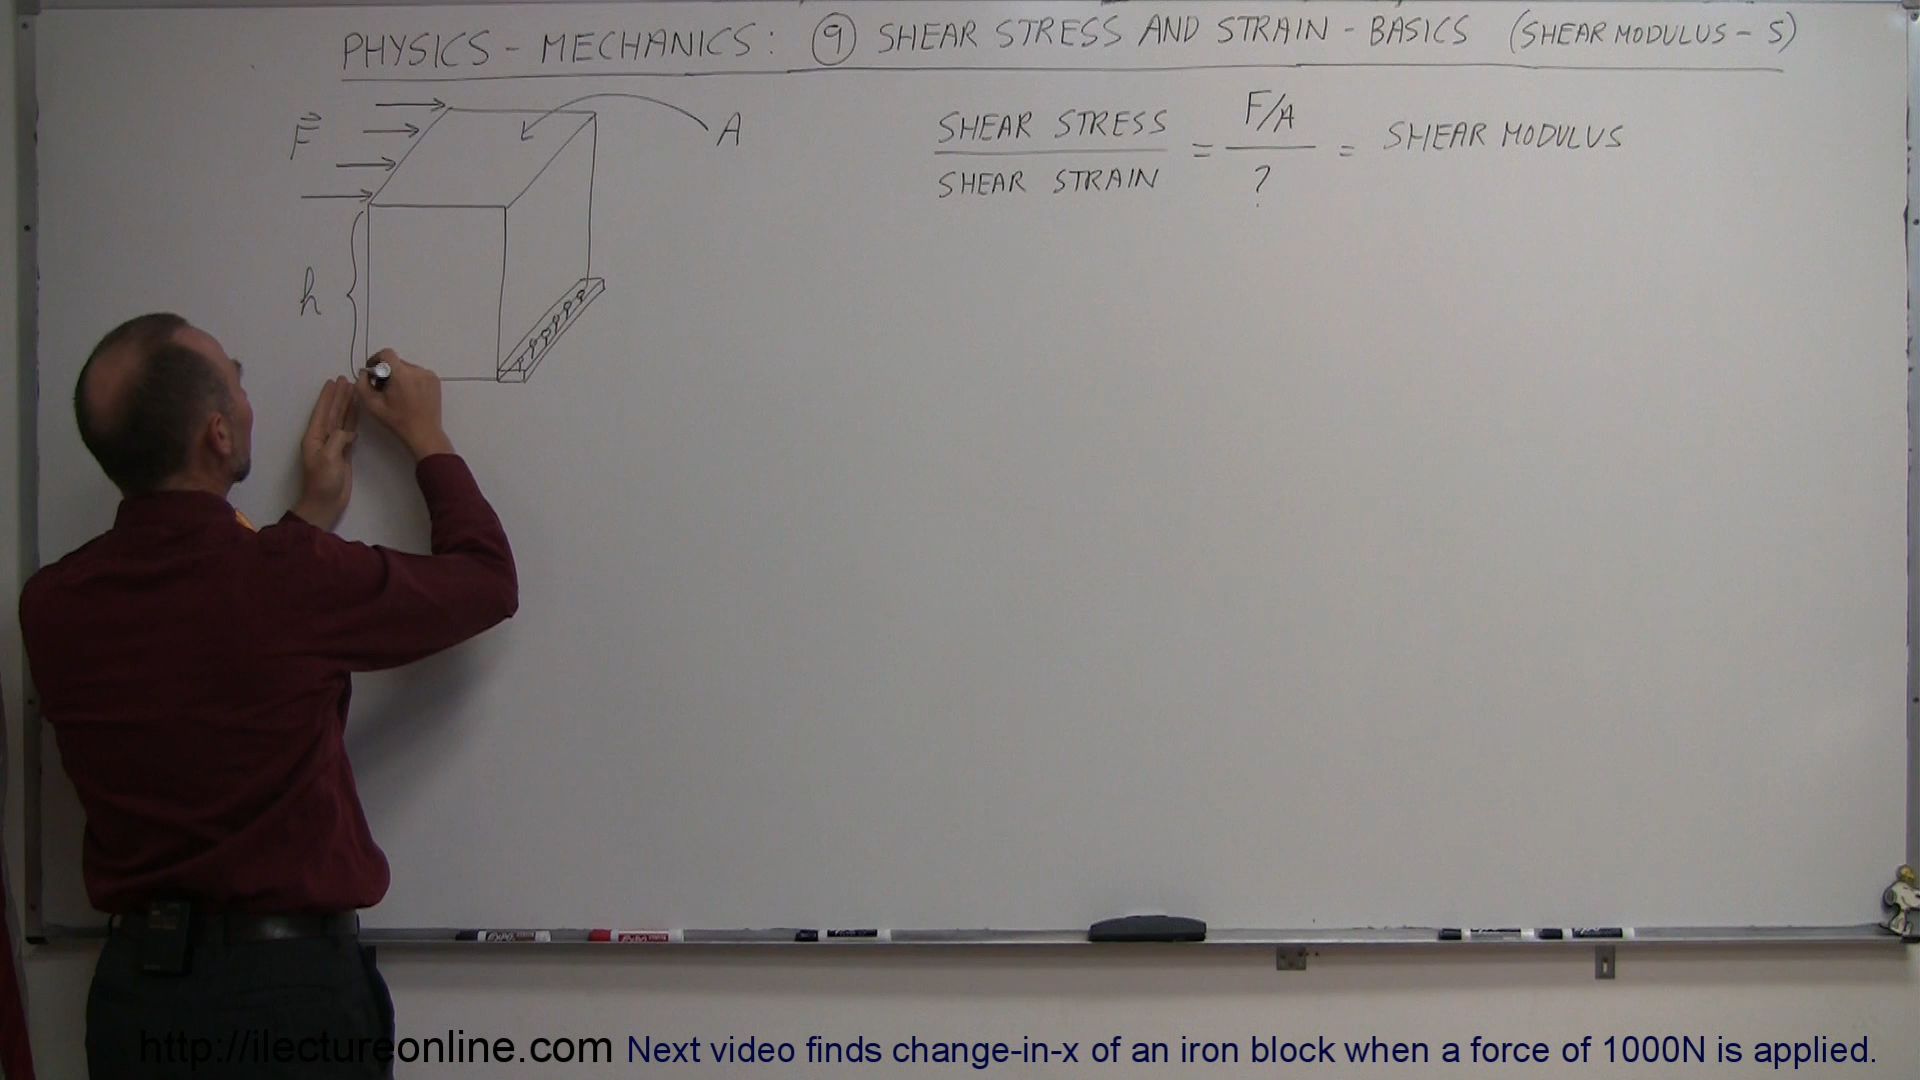 PHYSICS - MECHANICS: ⑨ SHEAR STRESS AND STRAIN - BASICS (SHEAR MODULUS - S)
F
A
h
SHEAR STRESS / SHEAR STRAIN = F/A / ? = SHEAR MODULUS
http://ilectureonline.com Next video finds change-in-x of an iron block when a force of 1000N is applied.